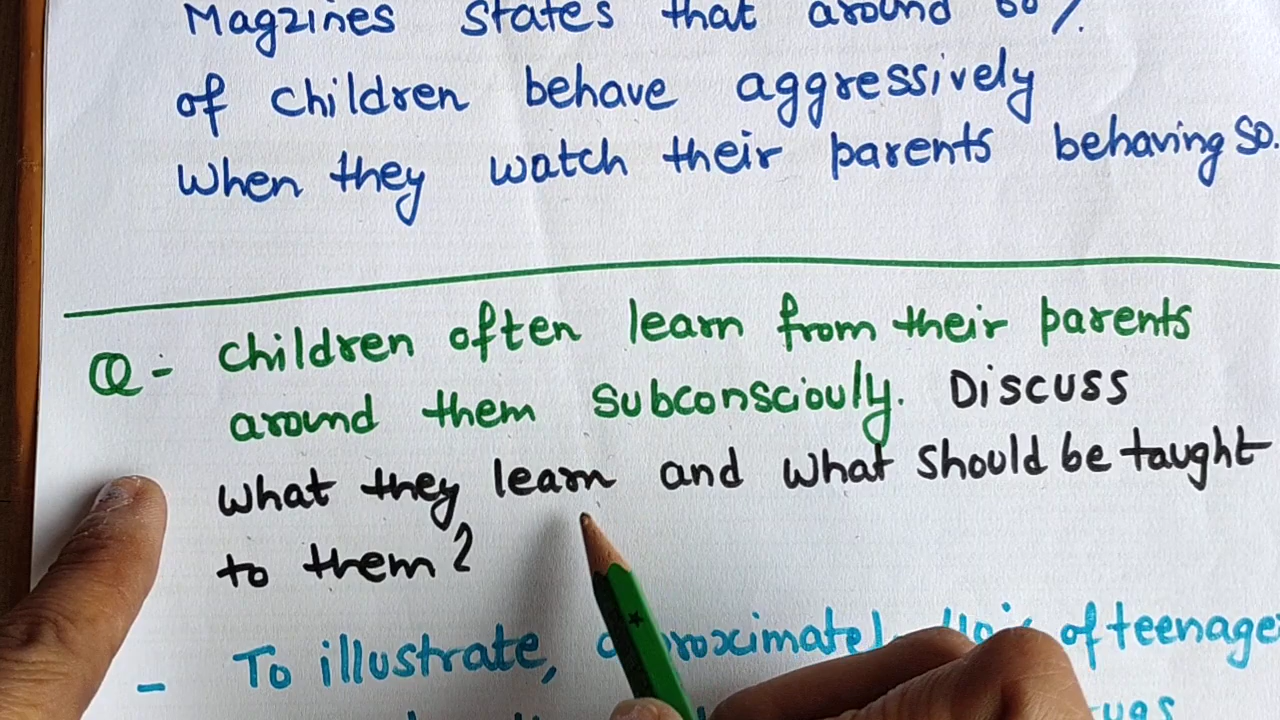 Magzines states that around 60%.
of children behave aggressively
when they watch their parents behaving so.
Q- Children often learn from their parents
around them subconsciouly. Discuss
what they learn and what should be taught
to them?
- To illustrate, of teenage